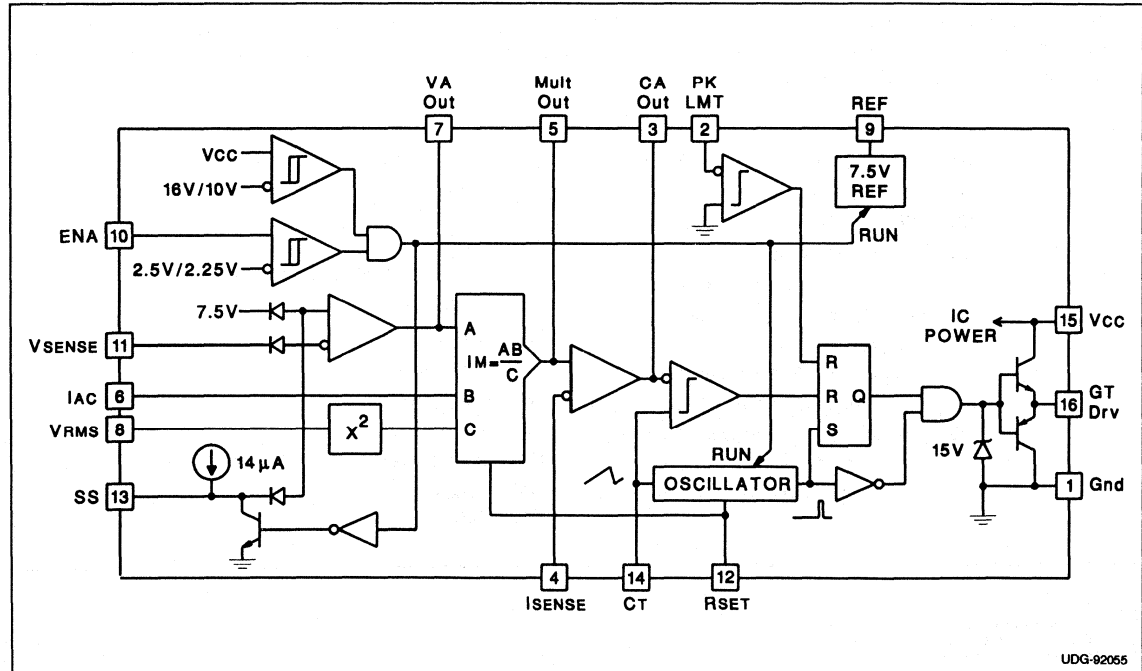 VA Out
Mult Out
CA Out
PK LMT
REF
7
5
3
2
9
VCC
16V/10V
7.5V REF
ENA 10
RUN
2.5V/2.25V
7.5V
A
IM=AB/C
IC POWER
15 VCC
VSENSE 11
R
IAC 6
B
R Q
16 GT Drv
VRMS 8
X²
C
S
15V
14µA
RUN
SS 13
OSCILLATOR
1 Gnd
4
14
12
ISENSE
CT
RSET
UDG-92055